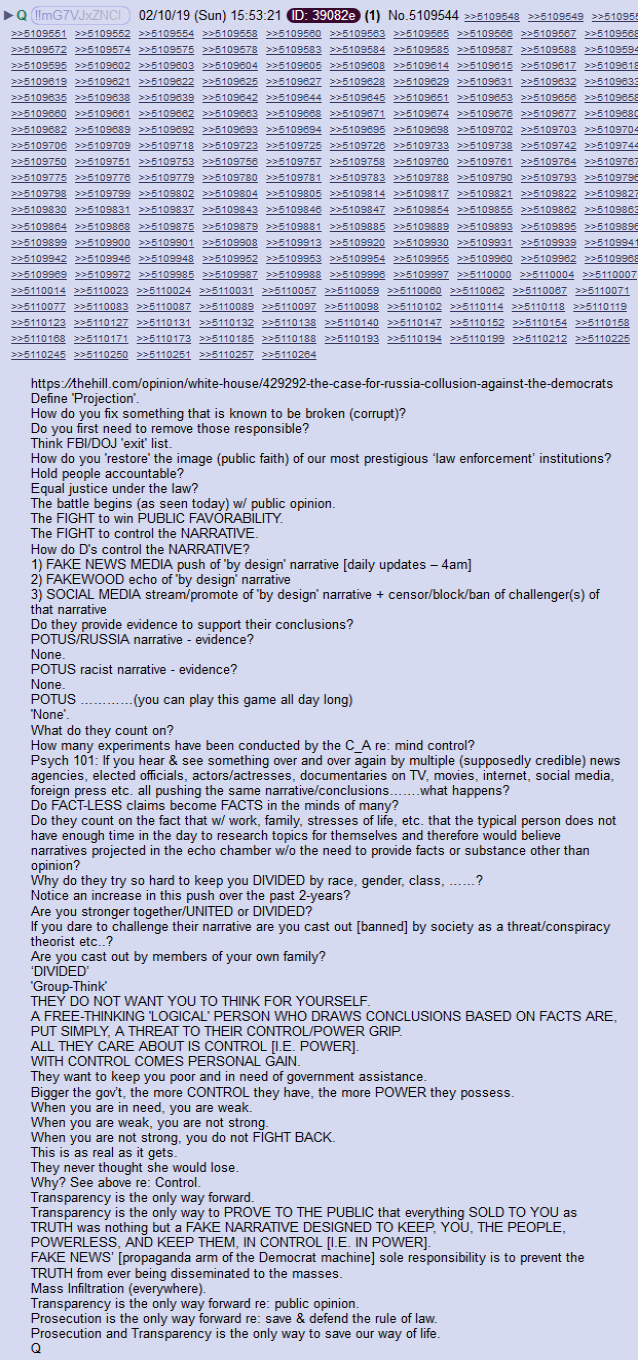 ▶ Q !!mG7VJxZNCI 02/10/19 (Sun) 15:53:21 ID: 39082e (1) No.5109544 >>5109548 >>5109549 >>510955
>>5109551 >>5109552 >>5109554 >>5109558 >>5109560 >>5109563 >>5109565 >>5109566 >>5109567 >>5109568
>>5109572 >>5109574 >>5109575 >>5109578 >>5109583 >>5109584 >>5109585 >>5109587 >>5109588 >>5109594
>>5109595 >>5109602 >>5109603 >>5109604 >>5109605 >>5109608 >>5109614 >>5109615 >>5109617 >>5109618
>>5109619 >>5109621 >>5109622 >>5109625 >>5109627 >>5109628 >>5109629 >>5109631 >>5109632 >>5109633
>>5109635 >>5109638 >>5109639 >>5109642 >>5109644 >>5109645 >>5109651 >>5109653 >>5109656 >>5109658
>>5109660 >>5109661 >>5109662 >>5109663 >>5109668 >>5109671 >>5109674 >>5109676 >>5109677 >>5109680
>>5109682 >>5109689 >>5109692 >>5109693 >>5109694 >>5109695 >>5109698 >>5109702 >>5109703 >>5109704
>>5109706 >>5109709 >>5109718 >>5109723 >>5109725 >>5109726 >>5109733 >>5109738 >>5109742 >>5109744
>>5109750 >>5109751 >>5109753 >>5109756 >>5109757 >>5109758 >>5109760 >>5109761 >>5109764 >>5109767
>>5109775 >>5109776 >>5109779 >>5109780 >>5109781 >>5109783 >>5109788 >>5109790 >>5109793 >>5109796
>>5109798 >>5109799 >>5109802 >>5109804 >>5109805 >>5109814 >>5109817 >>5109821 >>5109822 >>5109827
>>5109830 >>5109831 >>5109837 >>5109843 >>5109846 >>5109847 >>5109854 >>5109855 >>5109862 >>5109863
>>5109864 >>5109868 >>5109875 >>5109879 >>5109881 >>5109885 >>5109889 >>5109893 >>5109895 >>5109896
>>5109899 >>5109900 >>5109901 >>5109908 >>5109913 >>5109920 >>5109930 >>5109931 >>5109939 >>5109941
>>5109942 >>5109946 >>5109948 >>5109952 >>5109953 >>5109954 >>5109955 >>5109960 >>5109962 >>5109968
>>5109969 >>5109972 >>5109985 >>5109987 >>5109988 >>5109996 >>5109997 >>5110000 >>5110004 >>5110007
>>5110014 >>5110023 >>5110024 >>5110031 >>5110057 >>5110059 >>5110060 >>5110062 >>5110067 >>5110071
>>5110077 >>5110083 >>5110087 >>5110089 >>5110097 >>5110098 >>5110102 >>5110114 >>5110118 >>5110119
>>5110123 >>5110127 >>5110131 >>5110132 >>5110138 >>5110140 >>5110147 >>5110152 >>5110154 >>5110158
>>5110168 >>5110171 >>5110173 >>5110185 >>5110188 >>5110193 >>5110194 >>5110199 >>5110212 >>5110225
>>5110245 >>5110250 >>5110251 >>5110257 >>5110264
https://thehill.com/opinion/white-house/429292-the-case-for-russia-collusion-against-the-democrats
Define 'Projection'.
How do you fix something that is known to be broken (corrupt)?
Do you first need to remove those responsible?
Think FBI/DOJ 'exit' list.
How do you 'restore' the image (public faith) of our most prestigious ‘law enforcement’ institutions?
Hold people accountable?
Equal justice under the law?
The battle begins (as seen today) w/ public opinion.
The FIGHT to win PUBLIC FAVORABILITY.
The FIGHT to control the NARRATIVE.
How do D's control the NARRATIVE?
1) FAKE NEWS MEDIA push of 'by design' narrative [daily updates – 4am]
2) FAKEWOOD echo of 'by design' narrative
3) SOCIAL MEDIA stream/promote of 'by design' narrative + censor/block/ban of challenger(s) of
that narrative
Do they provide evidence to support their conclusions?
POTUS/RUSSIA narrative - evidence?
None.
POTUS racist narrative - evidence?
None.
POTUS …………(you can play this game all day long)
'None'.
What do they count on?
How many experiments have been conducted by the C_A re: mind control?
Psych 101: If you hear & see something over and over again by multiple (supposedly credible) news
agencies, elected officials, actors/actresses, documentaries on TV, movies, internet, social media,
foreign press etc. all pushing the same narrative/conclusions…….what happens?
Do FACT-LESS claims become FACTS in the minds of many?
Do they count on the fact that w/ work, family, stresses of life, etc. that the typical person does not
have enough time in the day to research topics for themselves and therefore would believe
narratives projected in the echo chamber w/o the need to provide facts or substance other than
opinion?
Why do they try so hard to keep you DIVIDED by race, gender, class, ……?
Notice an increase in this push over the past 2-years?
Are you stronger together/UNITED or DIVIDED?
If you dare to challenge their narrative are you cast out [banned] by society as a threat/conspiracy
theorist etc..?
Are you cast out by members of your own family?
‘DIVIDED’
'Group-Think'
THEY DO NOT WANT YOU TO THINK FOR YOURSELF.
A FREE-THINKING 'LOGICAL' PERSON WHO DRAWS CONCLUSIONS BASED ON FACTS ARE,
PUT SIMPLY, A THREAT TO THEIR CONTROL/POWER GRIP.
ALL THEY CARE ABOUT IS CONTROL [I.E. POWER].
WITH CONTROL COMES PERSONAL GAIN.
They want to keep you poor and in need of government assistance.
Bigger the gov't, the more CONTROL they have, the more POWER they possess.
When you are in need, you are weak.
When you are weak, you are not strong.
When you are not strong, you do not FIGHT BACK.
This is as real as it gets.
They never thought she would lose.
Why? See above re: Control.
Transparency is the only way forward.
Transparency is the only way to PROVE TO THE PUBLIC that everything SOLD TO YOU as
TRUTH was nothing but a FAKE NARRATIVE DESIGNED TO KEEP, YOU, THE PEOPLE,
POWERLESS, AND KEEP THEM, IN CONTROL [I.E. IN POWER].
FAKE NEWS' [propaganda arm of the Democrat machine] sole responsibility is to prevent the
TRUTH from ever being disseminated to the masses.
Mass Infiltration (everywhere).
Transparency is the only way forward re: public opinion.
Prosecution is the only way forward re: save & defend the rule of law.
Prosecution and Transparency is the only way to save our way of life.
Q